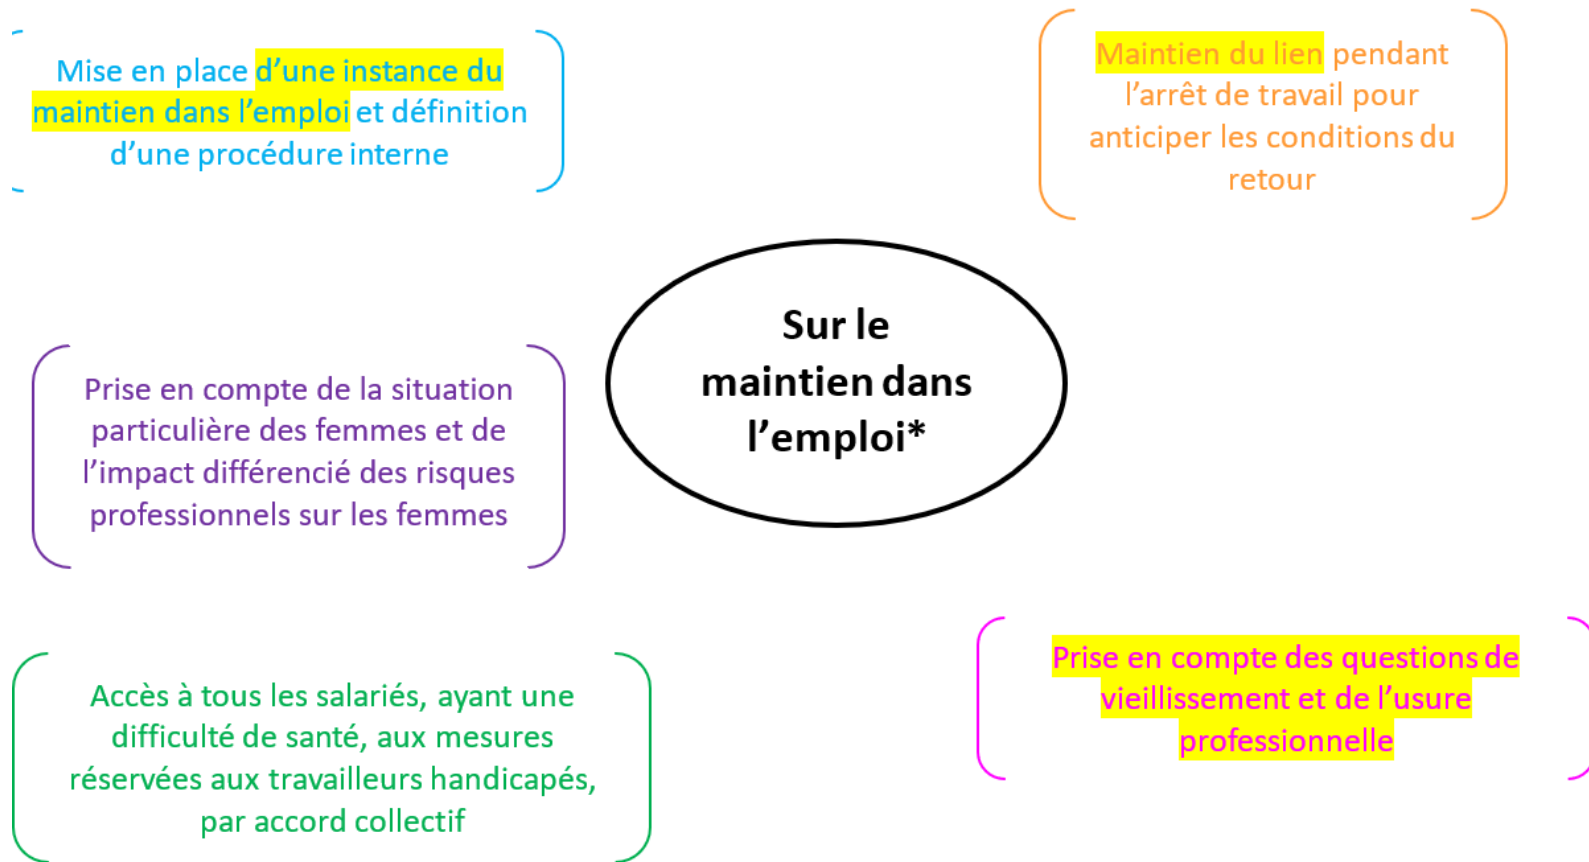 Mise en place d’une instance du
maintien dans l’emploi et définition
d’une procédure interne
Maintien du lien pendant
l’arrêt de travail pour
anticiper les conditions du
retour
Sur le
maintien dans
l’emploi*
Prise en compte de la situation
particulière des femmes et de
l’impact différencié des risques
professionnels sur les femmes
Accès à tous les salariés, ayant une
difficulté de santé, aux mesures
réservées aux travailleurs handicapés,
par accord collectif
Prise en compte des questions de
vieillissement et de l’usure
professionnelle